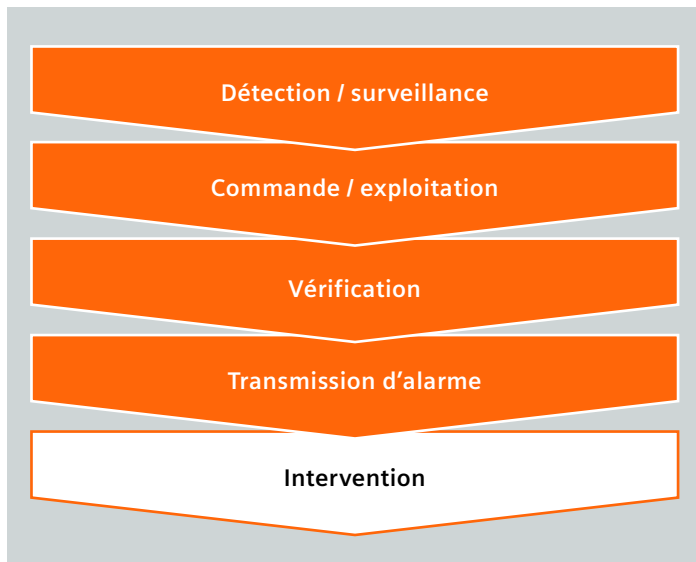 Détection / surveillance
Commande / exploitation
Vérification
Transmission d’alarme
Intervention